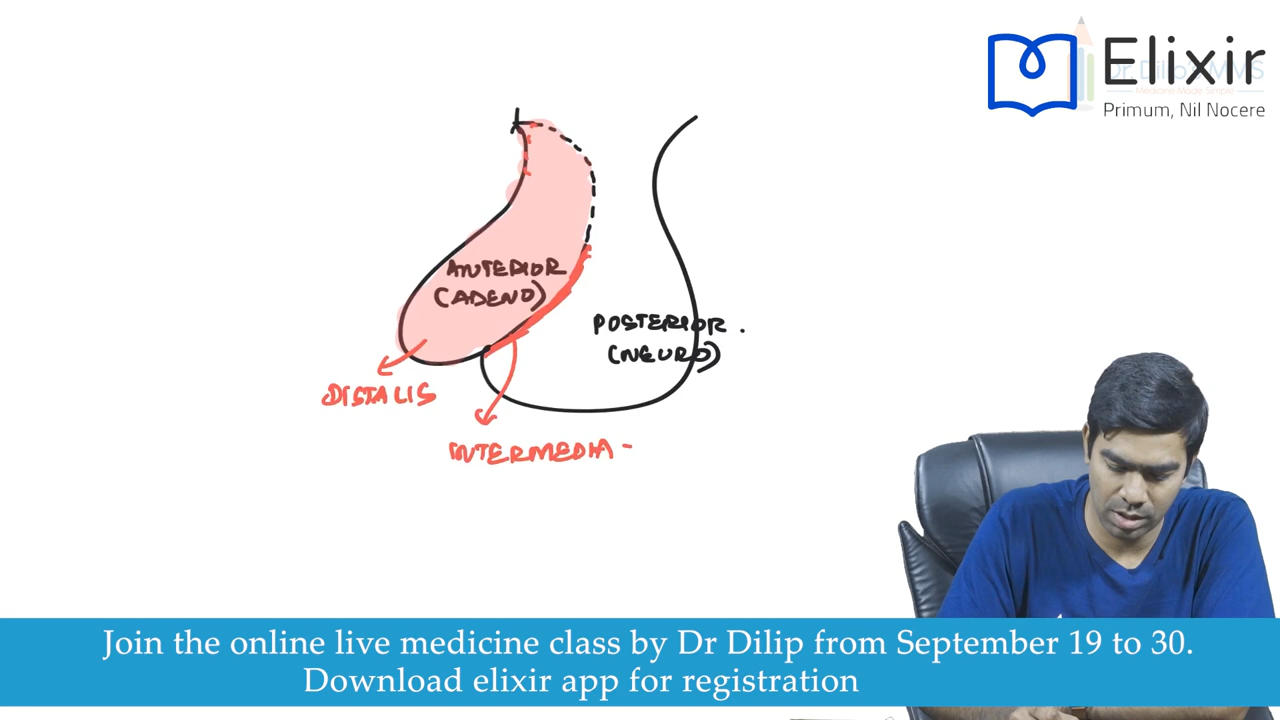 Elixir
Primum, Nil Nocere
ANTERIOR
(ADENO)
POSTERIOR.
(NEURO)
DISTALIS
INTERMEDIA -
Join the online live medicine class by Dr Dilip from September 19 to 30.
Download elixir app for registration